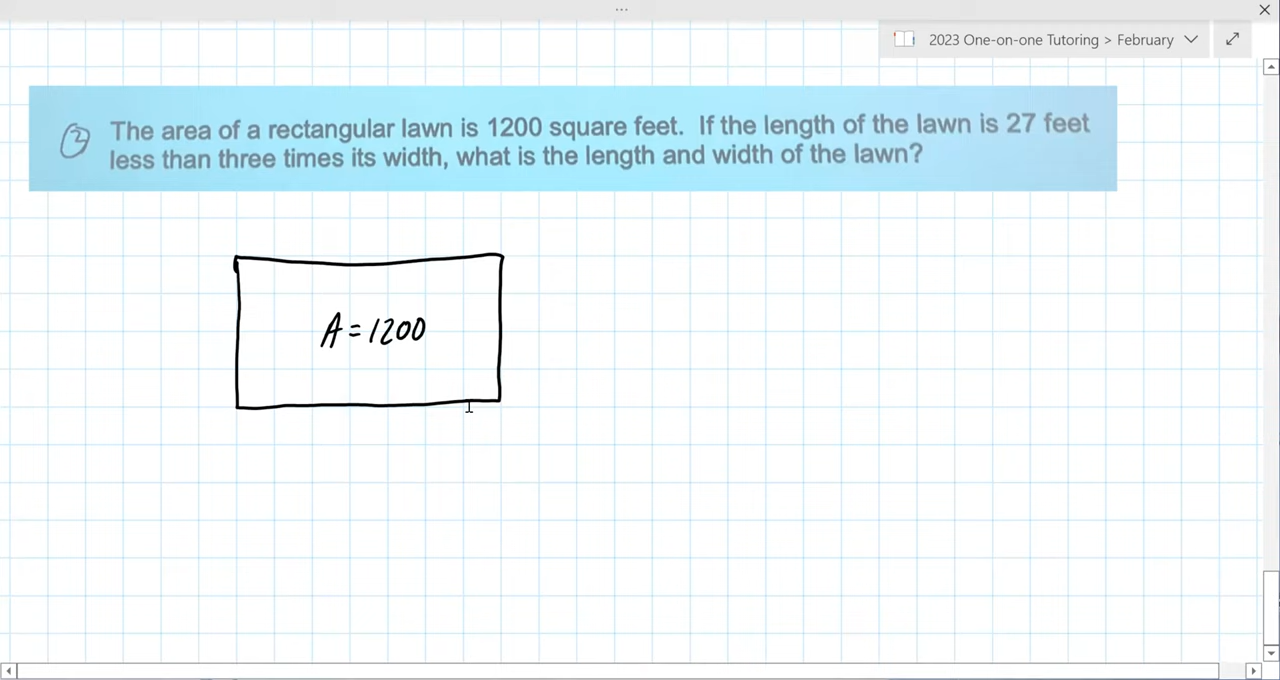 2023 One-on-one Tutoring > February
② The area of a rectangular lawn is 1200 square feet. If the length of the lawn is 27 feet
less than three times its width, what is the length and width of the lawn?
A = 1200